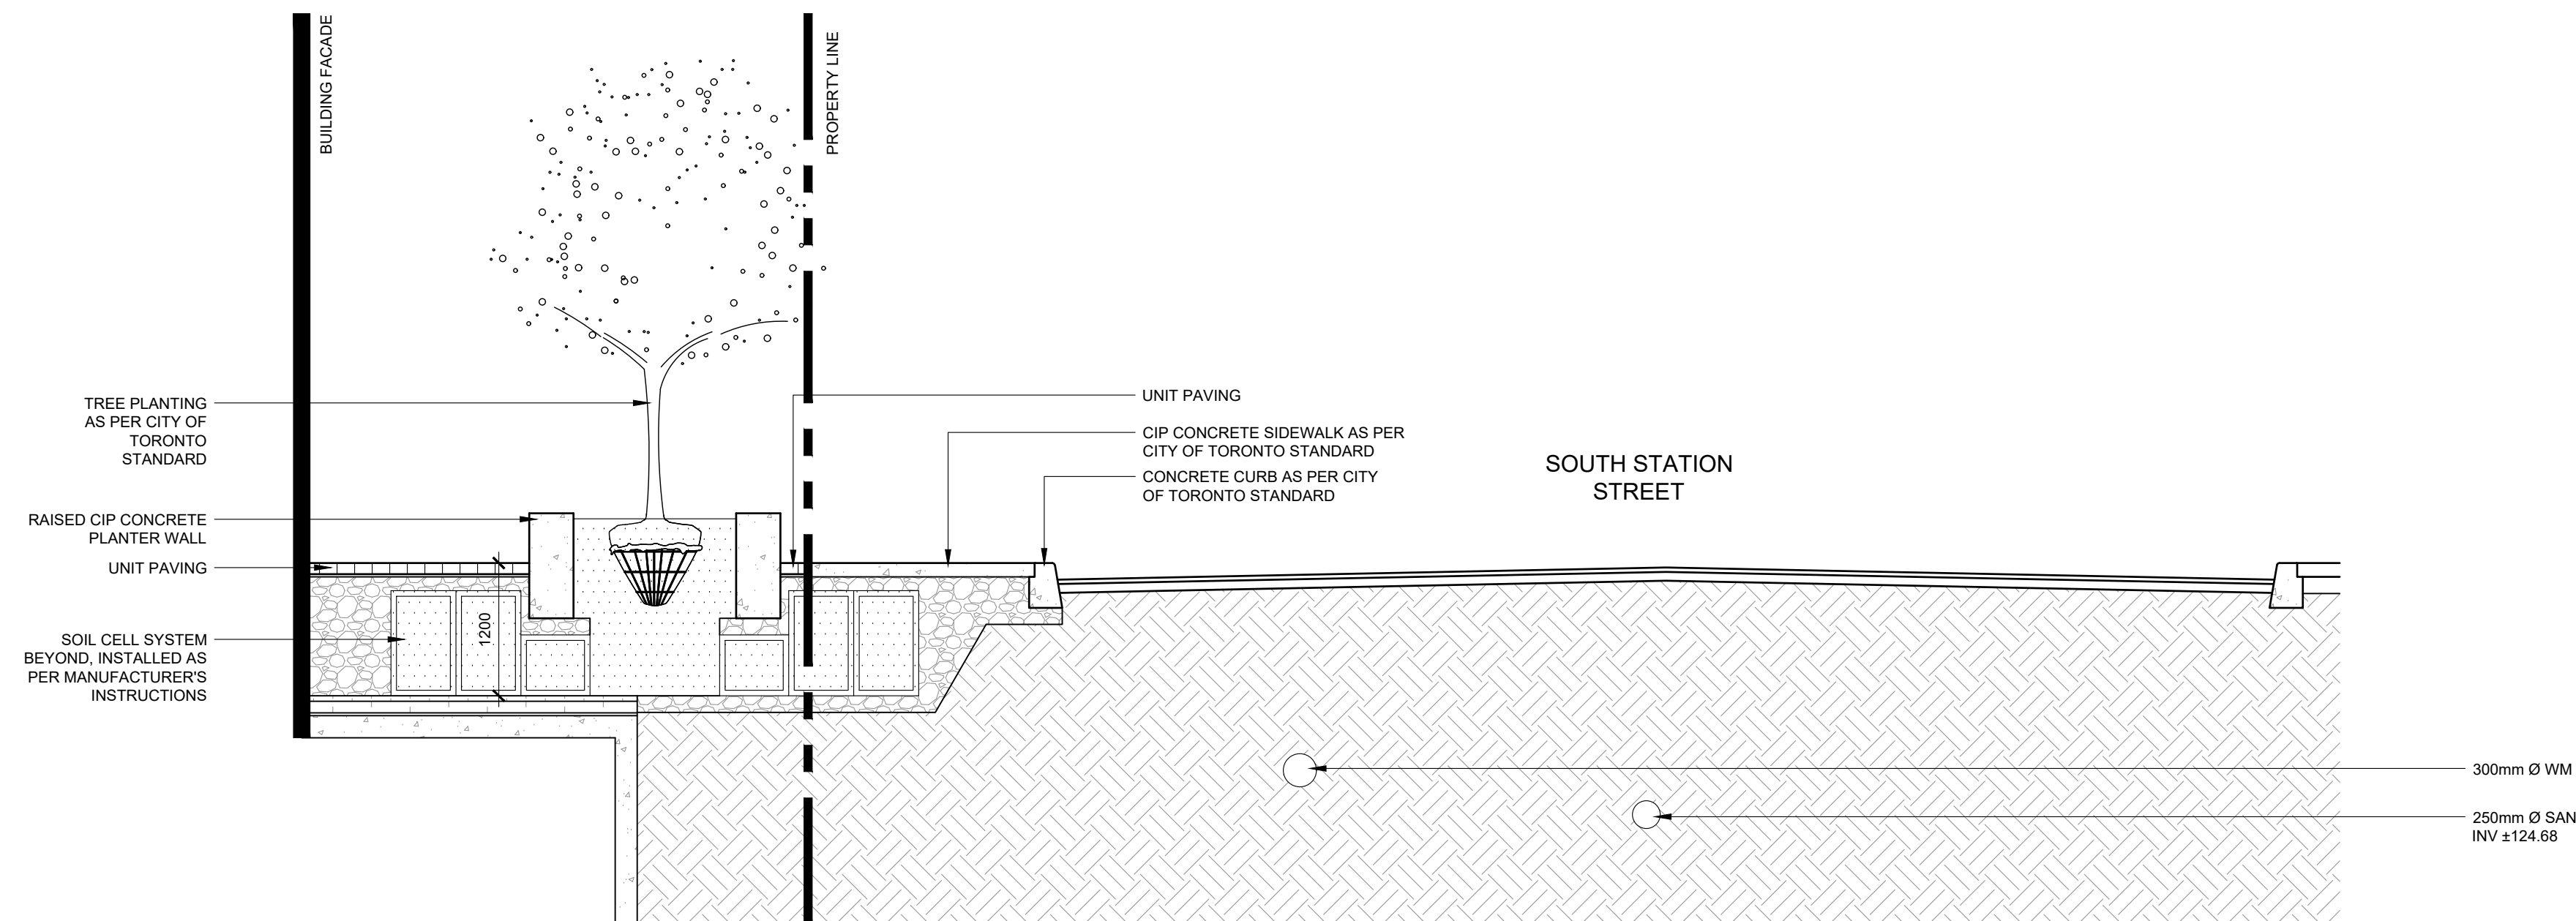 BUILDING FACADE
PROPERTY LINE
TREE PLANTING
AS PER CITY OF
TORONTO
STANDARD
RAISED CIP CONCRETE
PLANTER WALL
UNIT PAVING
SOIL CELL SYSTEM
BEYOND, INSTALLED AS
PER MANUFACTURER'S
INSTRUCTIONS
1200
UNIT PAVING
CIP CONCRETE SIDEWALK AS PER
CITY OF TORONTO STANDARD
CONCRETE CURB AS PER CITY
OF TORONTO STANDARD
SOUTH STATION
STREET
300mm Ø WM
250mm Ø SAN
INV ±124.68